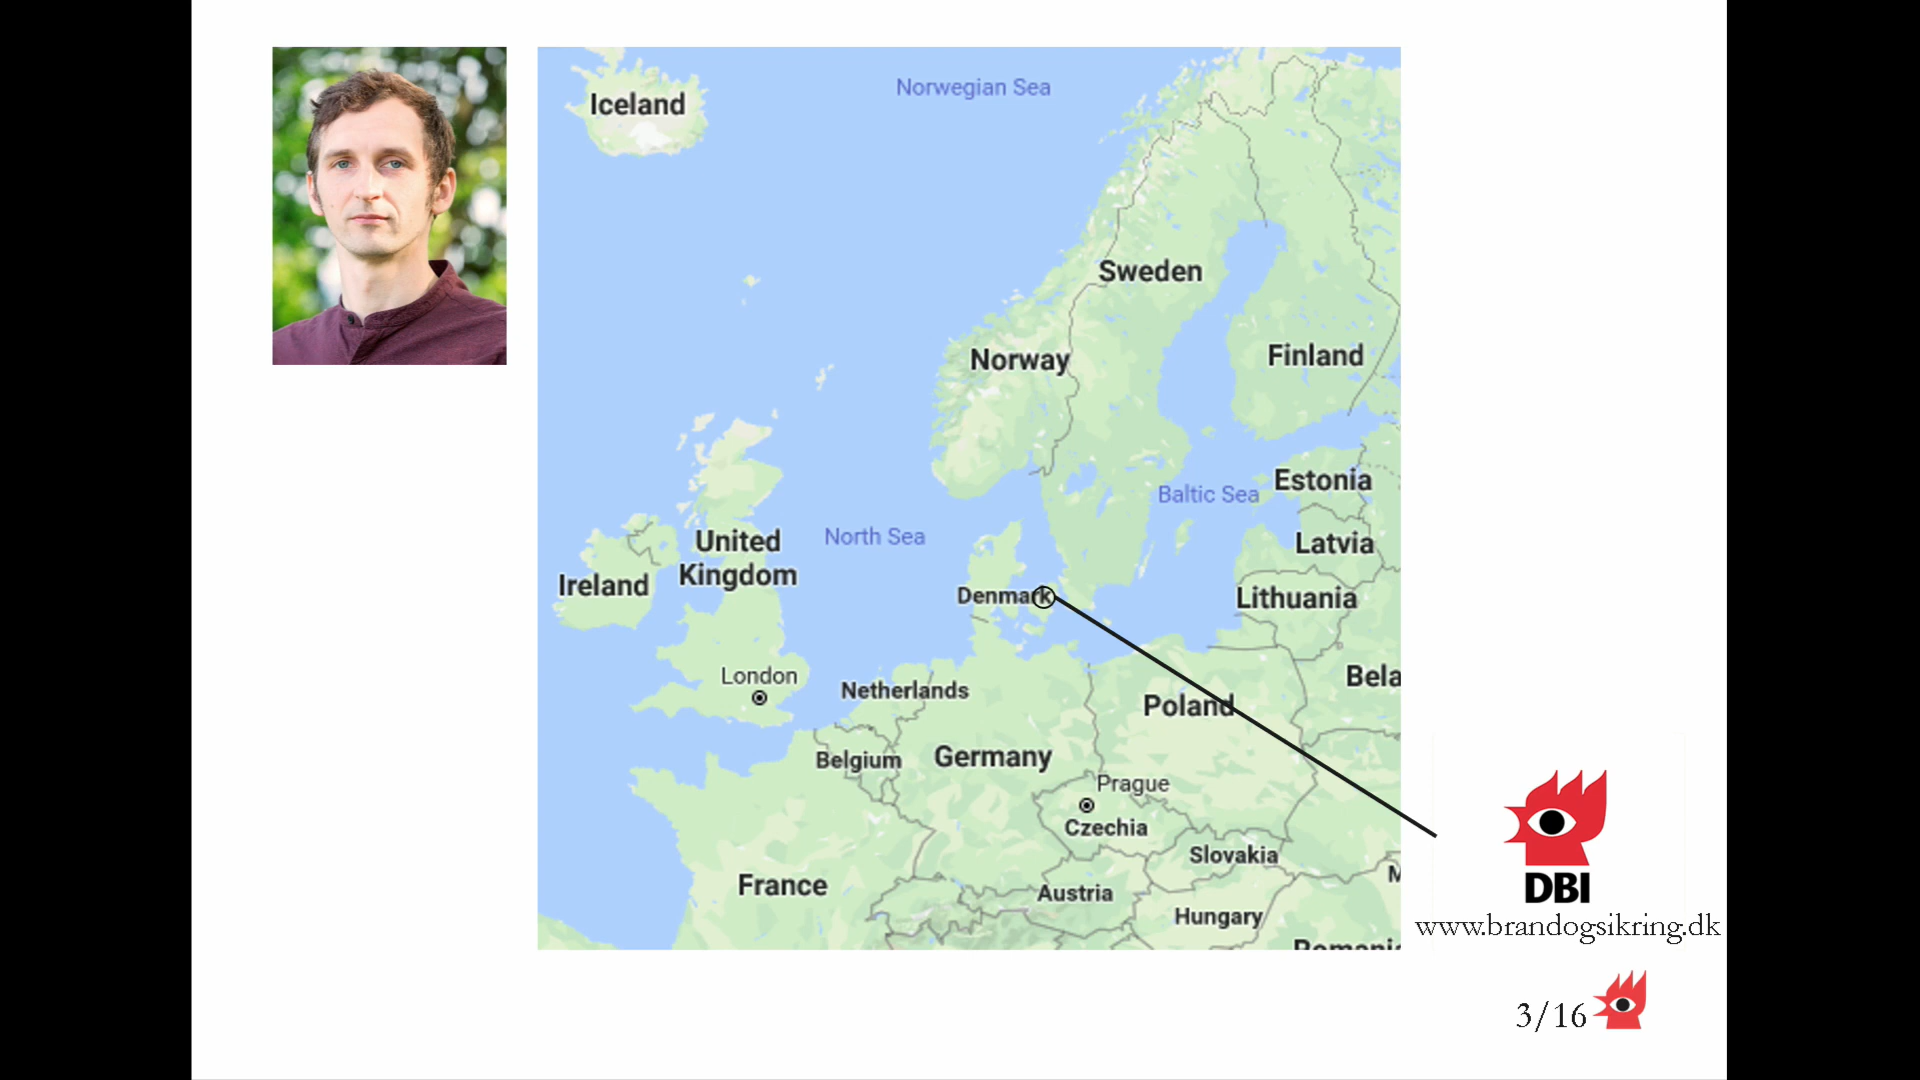 Norwegian Sea
Iceland
Sweden
Norway
Finland
Estonia
Baltic Sea
North Sea
United
Kingdom
Latvia
Ireland
Denmark
Lithuania
London
Bela
Netherlands
Poland
Belgium
Germany
Prague
Czechia
Slovakia
M
France
Austria
DBI
Hungary
www.brandogsikring.dk
Romania
3/16